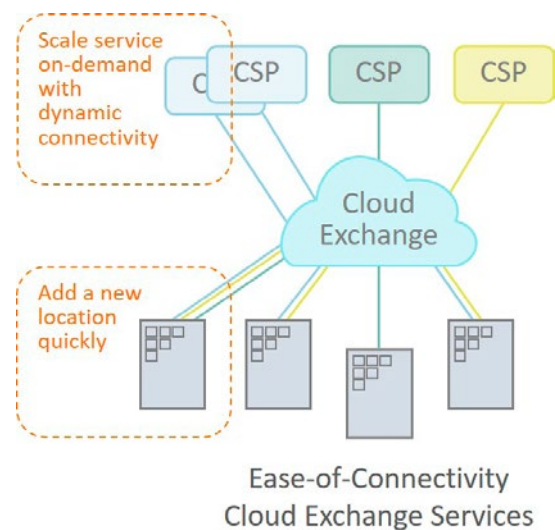 Scale service
on-demand
with
dynamic
connectivity
C
CSP
CSP
CSP
Cloud
Exchange
Add a new
location
quickly
Ease-of-Connectivity
Cloud Exchange Services